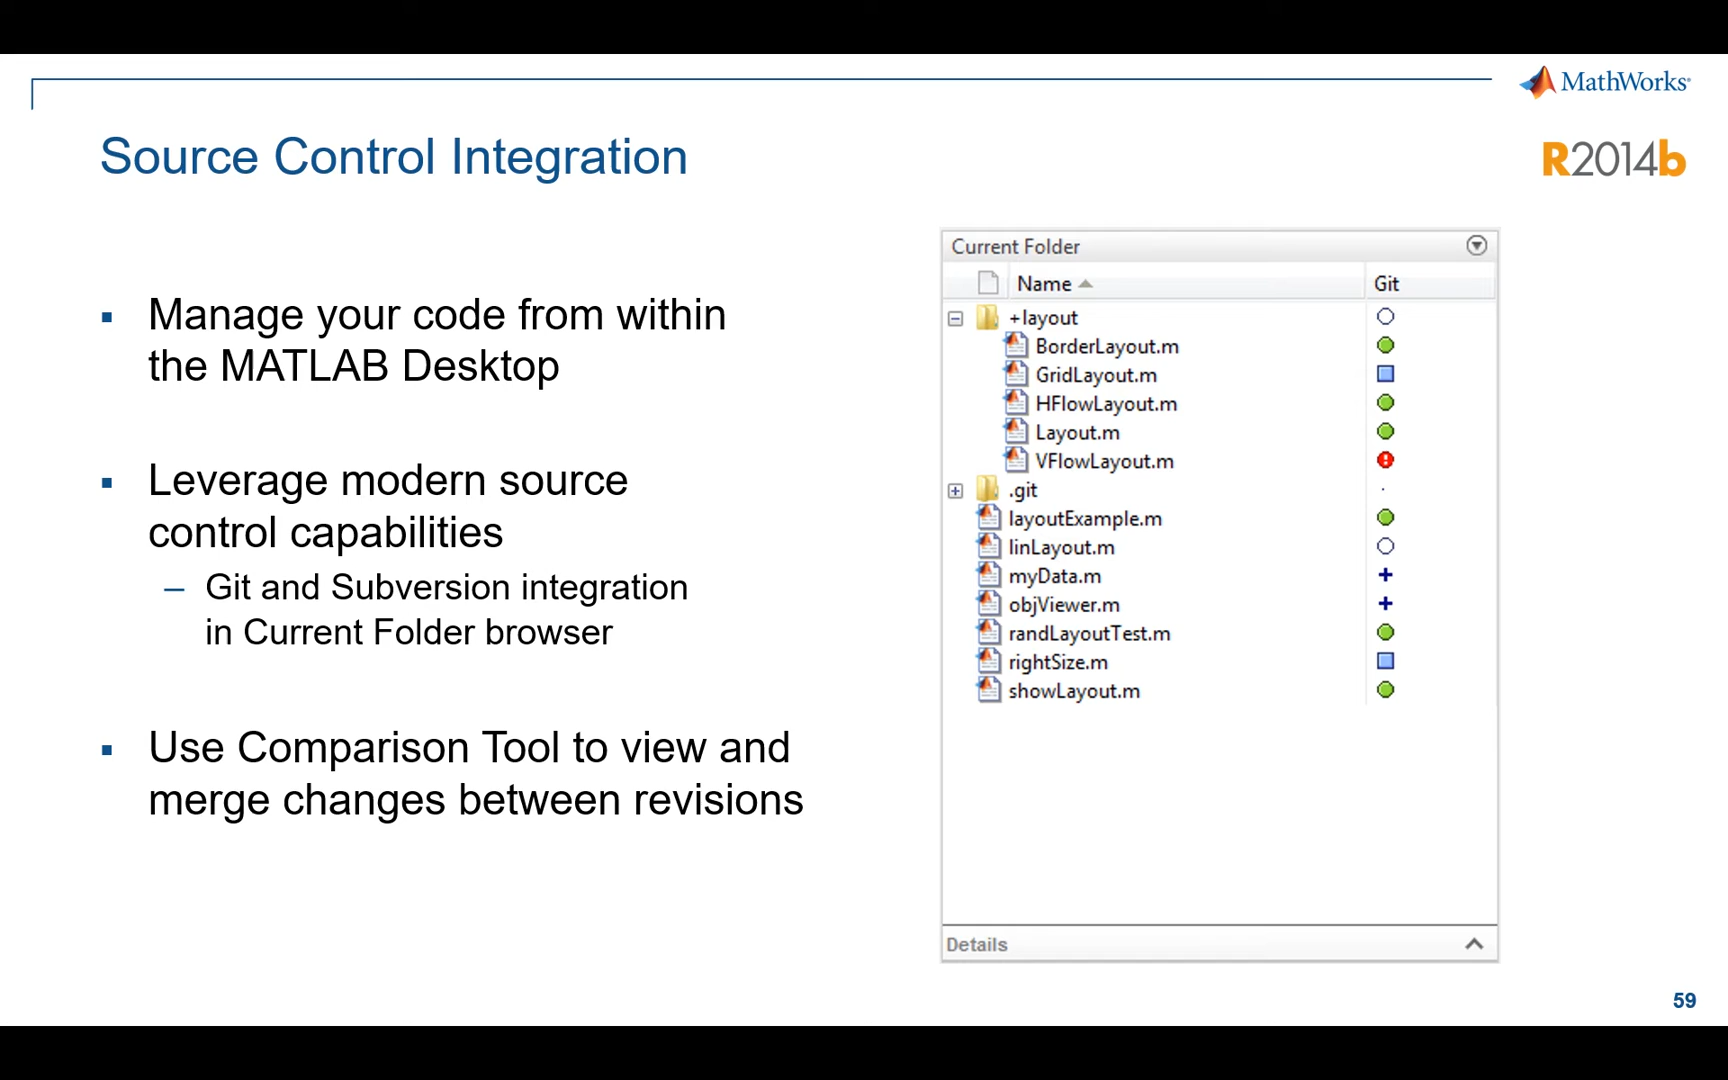 MathWorks®
Source Control Integration
R2014b
▪ Manage your code from within
the MATLAB Desktop
▪ Leverage modern source
control capabilities
– Git and Subversion integration
in Current Folder browser
▪ Use Comparison Tool to view and
merge changes between revisions
Current Folder
Name Git
+layout
BorderLayout.m
GridLayout.m
HFlowLayout.m
Layout.m
VFlowLayout.m
.git
layoutExample.m
linLayout.m
myData.m
objViewer.m
randLayoutTest.m
rightSize.m
showLayout.m
Details
59